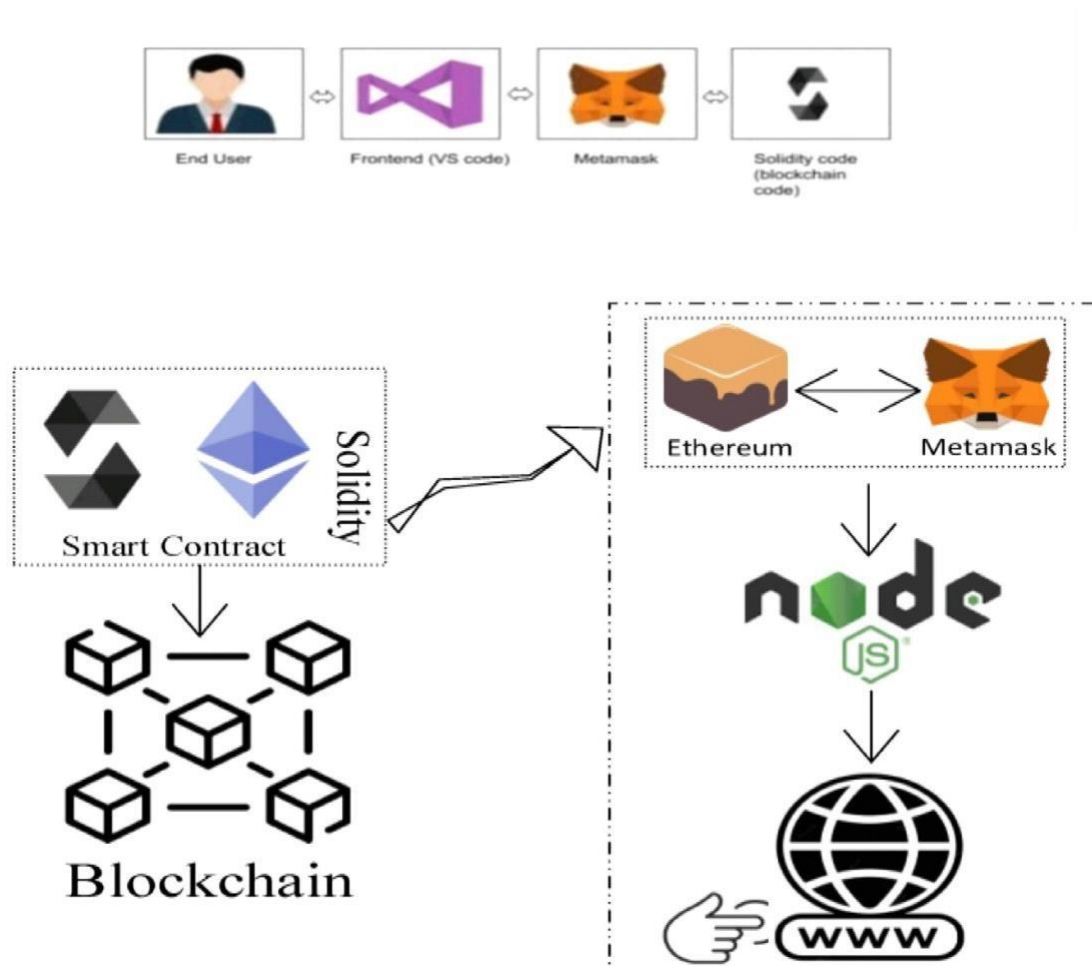 End User
Frontend (VS code)
Metamask
Solidity code
(blockchain
code)
Ethereum
Metamask
Solidity
Smart Contract
node
JS
Blockchain
www